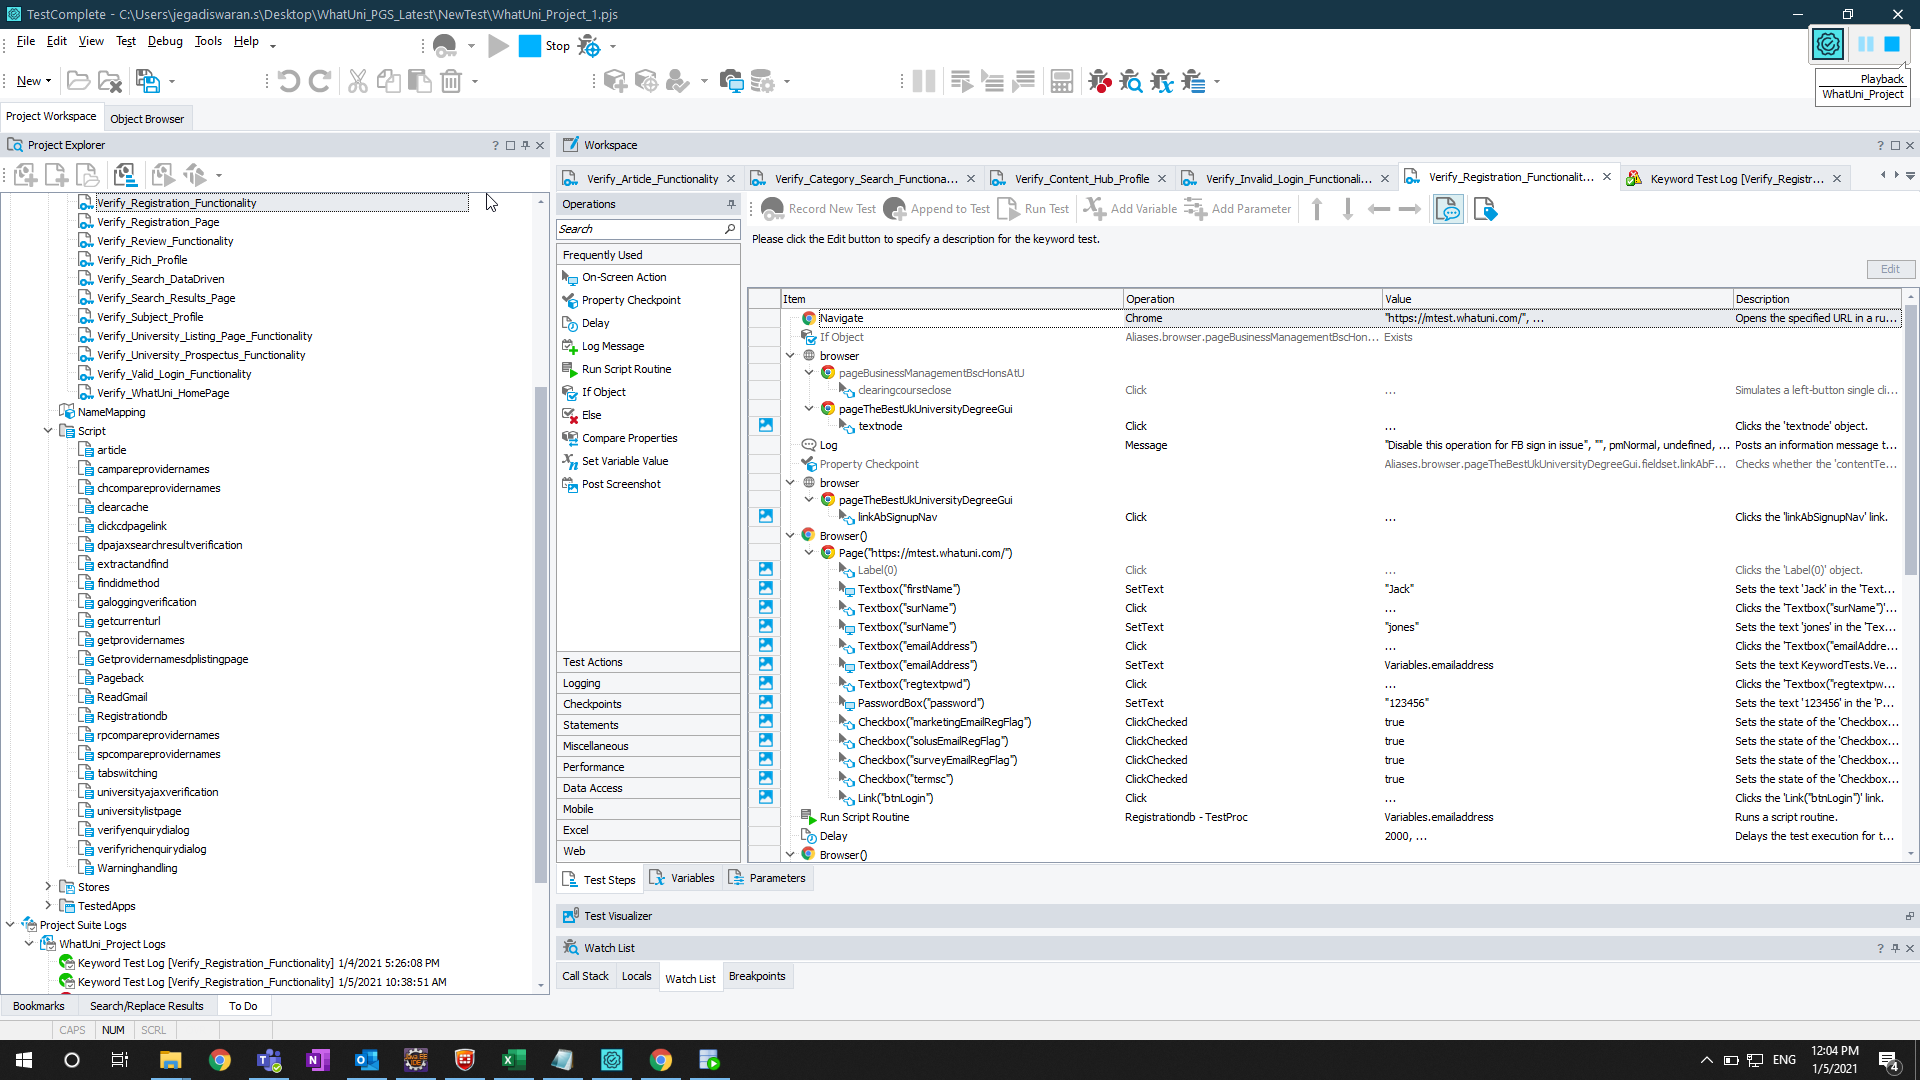 TestComplete - C:\Users\jegadiswaran.s\Desktop\WhatUni_PGS_Latest\NewTest\WhatUni_Project_1.pjs
File Edit View Test Debug Tools Help
Stop
New
Playback
WhatUni_Project
Project Workspace Object Browser
Project Explorer
Workspace
Verify_Article_Functionality
Verify_Category_Search_Functiona...
Verify_Content_Hub_Profile
Verify_Invalid_Login_Functionali...
Verify_Registration_Functionalit...
Keyword Test Log [Verify_Registr...
Verify_Registration_Functionality
Verify_Registration_Page
Verify_Review_Functionality
Verify_Rich_Profile
Verify_Search_DataDriven
Verify_Search_Results_Page
Verify_Subject_Profile
Verify_University_Listing_Page_Functionality
Verify_University_Prospectus_Functionality
Verify_Valid_Login_Functionality
Verify_WhatUni_HomePage
NameMapping
Script
article
campareprovidernames
chcompareprovidernames
clearcache
clickcdpagelink
dpajaxsearchresultverification
extractandfind
findidmethod
galoggingverification
getcurrenturl
getprovidernames
Getprovidernamesdplistingpage
Pageback
ReadGmail
Registrationdb
rpcompareprovidernames
spcompareprovidernames
tabswitching
universityajaxverification
universitylistpage
verifyenquirydialog
verifyrichenquirydialog
Warninghandling
Stores
TestedApps
Project Suite Logs
WhatUni_Project Logs
Keyword Test Log [Verify_Registration_Functionality] 1/4/2021 5:26:08 PM
Keyword Test Log [Verify_Registration_Functionality] 1/5/2021 10:38:51 AM
Bookmarks Search/Replace Results To Do
CAPS NUM SCRL
Operations
Search
Frequently Used
On-Screen Action
Property Checkpoint
Delay
Log Message
Run Script Routine
If Object
Else
Compare Properties
Set Variable Value
Post Screenshot
Test Actions
Logging
Checkpoints
Statements
Miscellaneous
Performance
Data Access
Mobile
Excel
Web
Record New Test Append to Test Run Test Add Variable Add Parameter
Please click the Edit button to specify a description for the keyword test.
Edit
Item Operation Value Description
Navigate Chrome "https://mtest.whatuni.com/", ... Opens the specified URL in a ru...
If Object Aliases.browser.pageBusinessManagementBscHon... Exists
browser
pageBusinessManagementBscHonsAtU
clearingcourseclose Click ... Simulates a left-button single cli...
pageTheBestUkUniversityDegreeGui
textnode Click ... Clicks the 'textnode' object.
Log Message "Disable this operation for FB sign in issue", "", pmNormal, undefined, ... Posts an information message t...
Property Checkpoint Aliases.browser.pageTheBestUkUniversityDegreeGui.fieldset.linkAbF... Checks whether the 'contentTe...
browser
pageTheBestUkUniversityDegreeGui
linkAbSignupNav Click ... Clicks the 'linkAbSignupNav' link.
Browser()
Page("https://mtest.whatuni.com/")
Label(0) Click ... Clicks the 'Label(0)' object.
Textbox("firstName") SetText "Jack" Sets the text 'Jack' in the 'Text...
Textbox("surName") Click ... Clicks the 'Textbox("surName")'...
Textbox("surName") SetText "jones" Sets the text 'jones' in the 'Tex...
Textbox("emailAddress") Click ... Clicks the 'Textbox("emailAddre...
Textbox("emailAddress") SetText Variables.emailaddress Sets the text KeywordTests.Ve...
Textbox("regtextpwd") Click ... Clicks the 'Textbox("regtextpw...
PasswordBox("password") SetText "123456" Sets the text '123456' in the 'P...
Checkbox("marketingEmailRegFlag") ClickChecked true Sets the state of the 'Checkbox...
Checkbox("solusEmailRegFlag") ClickChecked true Sets the state of the 'Checkbox...
Checkbox("surveyEmailRegFlag") ClickChecked true Sets the state of the 'Checkbox...
Checkbox("termsc") ClickChecked true Sets the state of the 'Checkbox...
Link("btnLogin") Click ... Clicks the 'Link("btnLogin")' link.
Run Script Routine Registrationdb - TestProc Variables.emailaddress Runs a script routine.
Delay 2000, ... Delays the test execution for t...
Browser()
Test Steps Variables Parameters
Test Visualizer
Watch List
Call Stack Locals Watch List Breakpoints
ENG
12:04 PM
1/5/2021
4